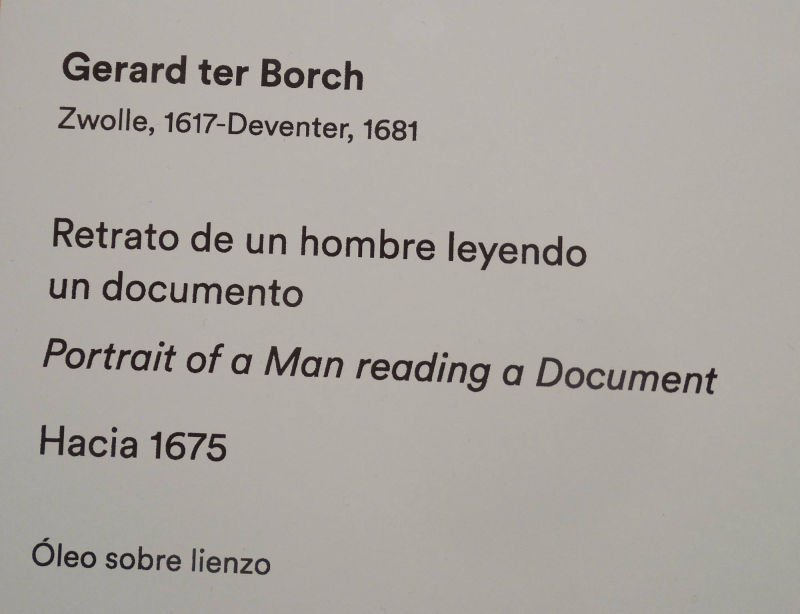 Gerard ter Borch
Zwolle, 1617-Deventer, 1681
Retrato de un hombre leyendo
un documento
Portrait of a Man reading a Document
Hacia 1675
Óleo sobre lienzo